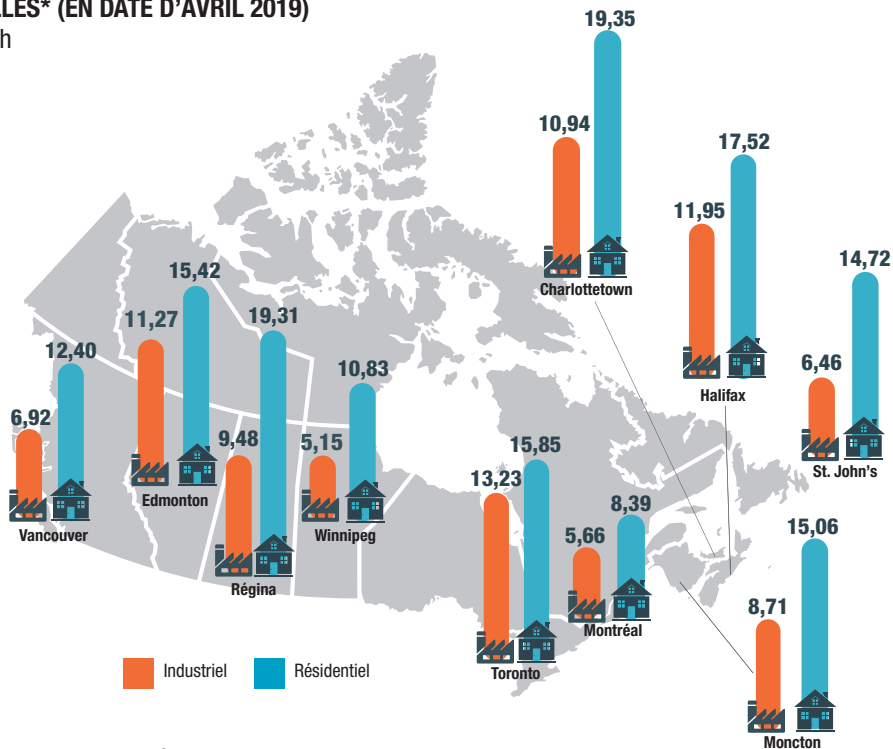 LLES* (EN DATE D'AVRIL 2019)
h
19,35
10,94
Charlottetown
17,52
11,95
Halifax
14,72
6,46
St. John's
15,42
11,27
Edmonton
19,31
9,48
Régina
12,40
6,92
Vancouver
10,83
5,15
Winnipeg
15,85
13,23
Toronto
8,39
5,66
Montréal
15,06
8,71
Moncton
Industriel
Résidentiel